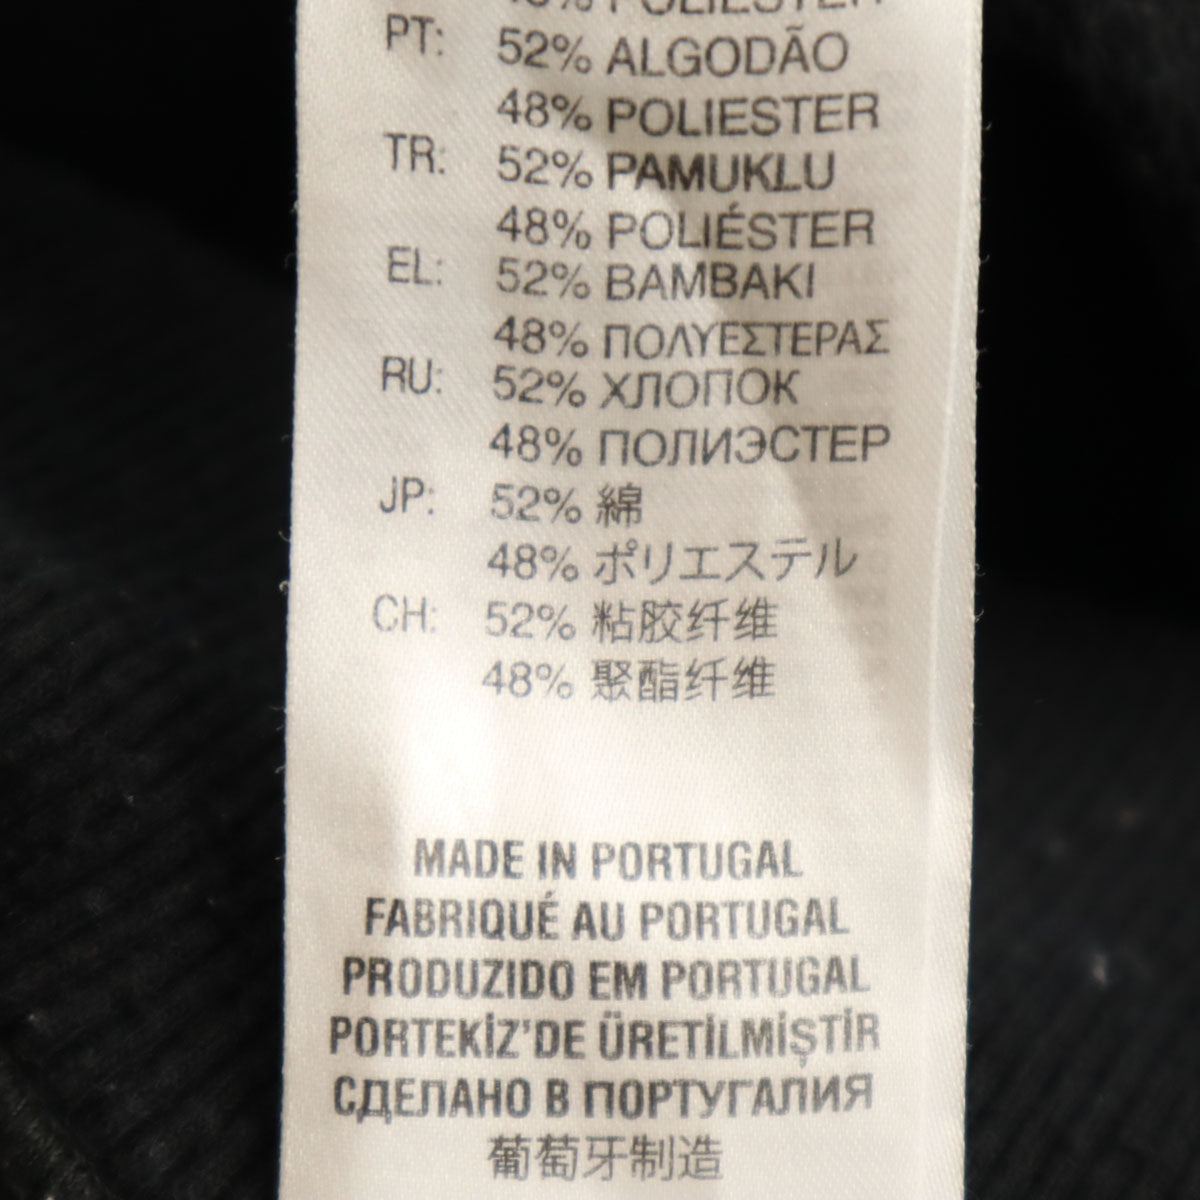 48% POLIESTER
PT: 52% ALGODÃO
48% POLIESTER
TR: 52% PAMUKLU
48% POLIÉSTER
EL: 52% BAMBAKI
48% ΠΟΛΥΕΣΤΕΡΑΣ
RU: 52% ХЛОПОК
48% ПОЛИЭСТЕР
JP: 52% 綿
48% ポリエステル
CH: 52% 粘胶纤维
48% 聚酯纤维
MADE IN PORTUGAL
FABRIQUÉ AU PORTUGAL
PRODUZIDO EM PORTUGAL
PORTEKİZ'DE ÜRETİLMİŞTİR
СДЕЛАНО В ПОРТУГАЛИЯ
葡萄牙制造